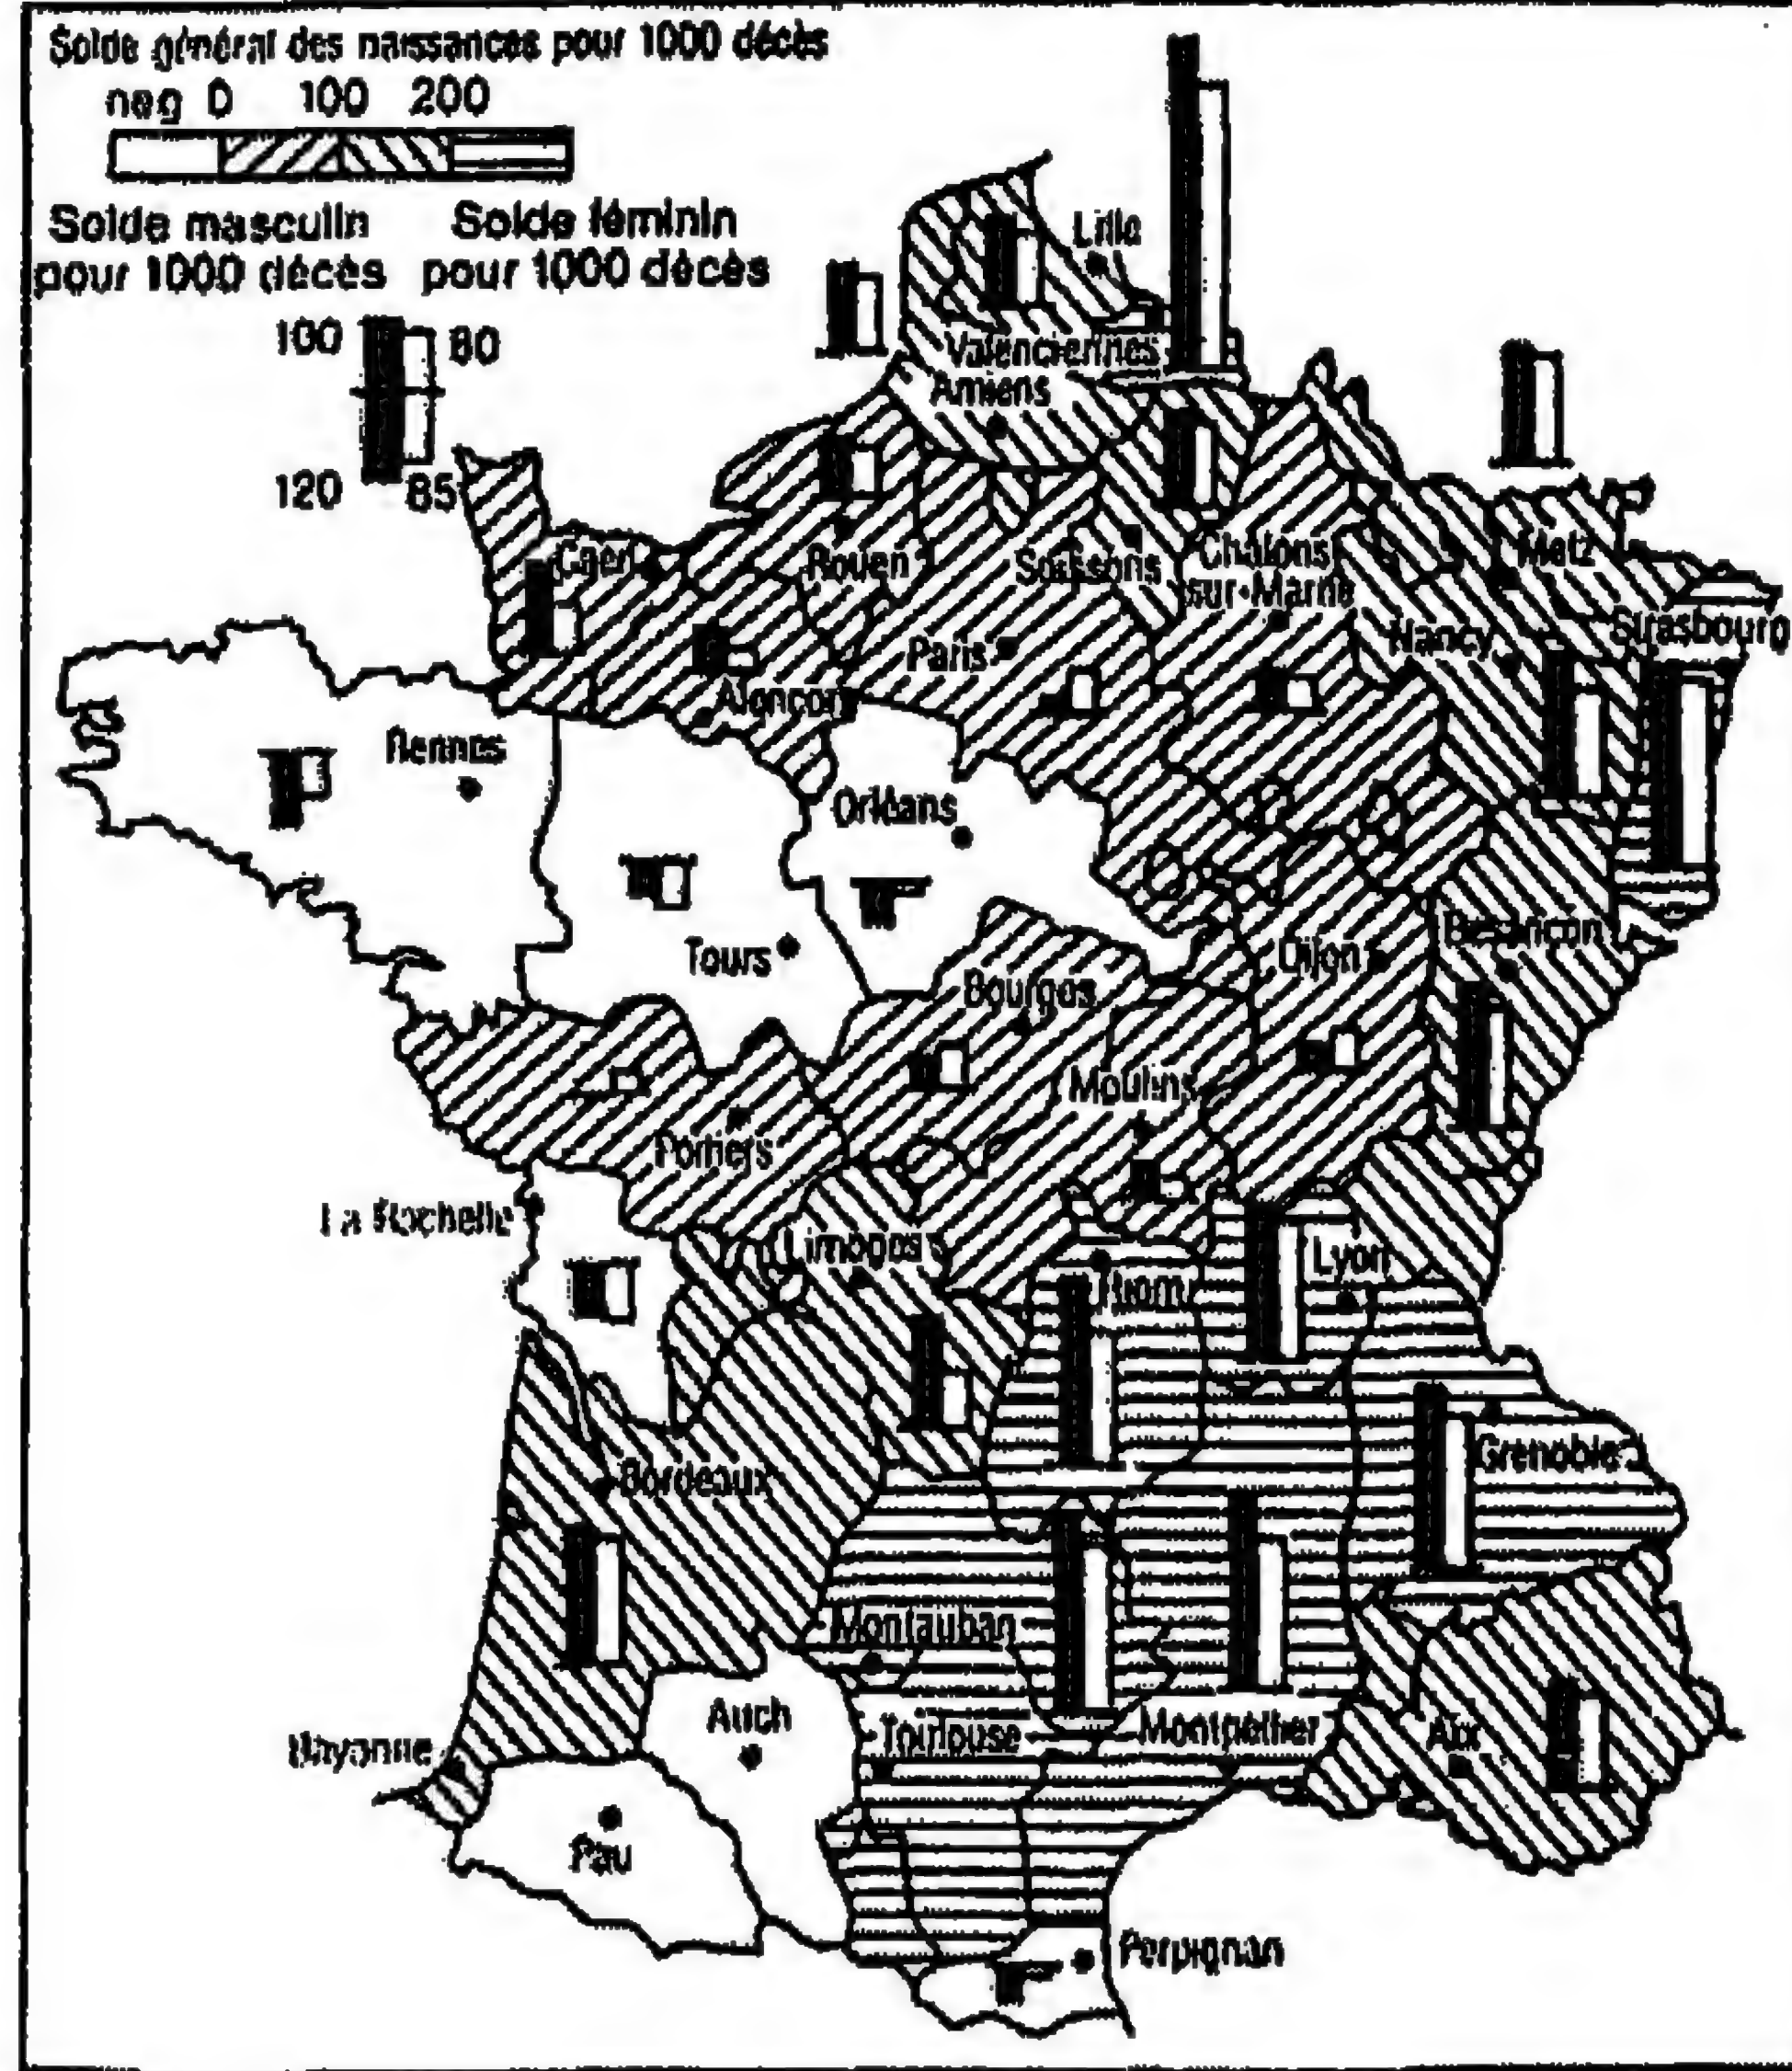 Solde général des naissances pour 1000 décès
neg 0 100 200
Solde masculin
pour 1000 décès
Solde féminin
pour 1000 décès
100 80
120 85
Lille
Valenciennes
Amiens
Caen
Rouen
Soissons
Chalons
sur-Marne
Metz
Strasbourg
Nancy
Paris
Alençon
Rennes
Orléans
Tours
Besançon
Dijon
Bourges
Moulins
Poitiers
La Rochelle
Limoges
Riom
Lyon
Grenoble
Bordeaux
Montauban
Auch
Toulouse
Montpellier
Aix
Bayonne
Pau
Perpignan